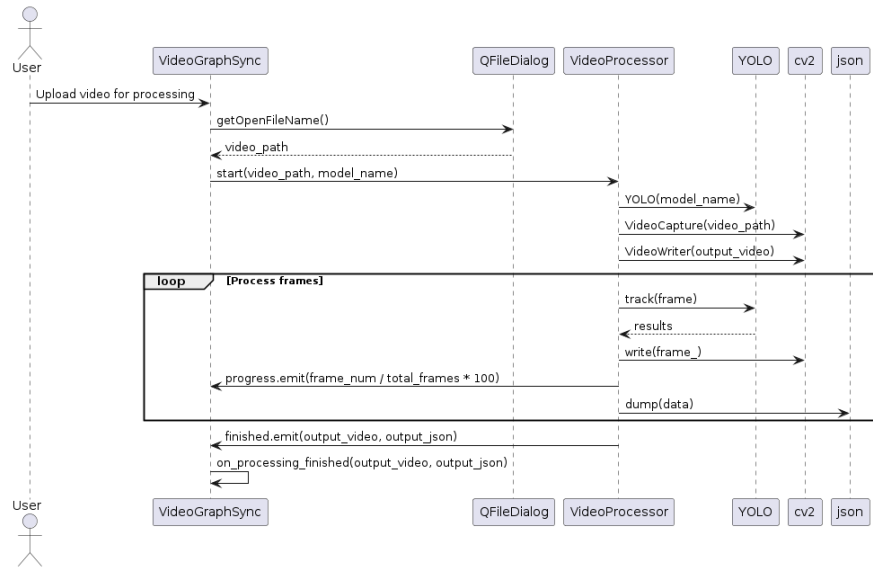 User
VideoGraphSync
QFileDialog
VideoProcessor
YOLO
cv2
json
Upload video for processing
getOpenFileName()
video_path
start(video_path, model_name)
YOLO(model_name)
VideoCapture(video_path)
VideoWriter(output_video)
loop [Process frames]
track(frame)
results
write(frame_)
progress.emit(frame_num / total_frames * 100)
dump(data)
finished.emit(output_video, output_json)
on_processing_finished(output_video, output_json)
User
VideoGraphSync
QFileDialog
VideoProcessor
YOLO
cv2
json